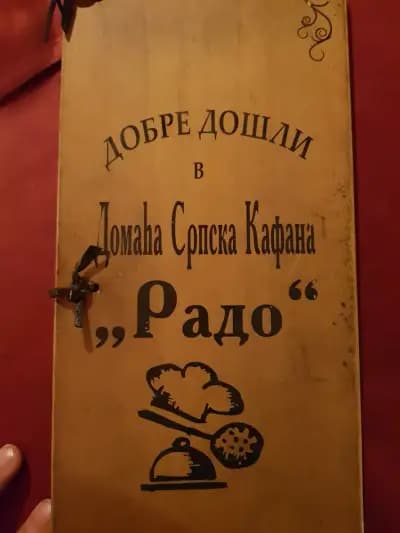 ДОБРЕ ДОШЛИ
в
Домаћа Српска Кафана
„Радо“